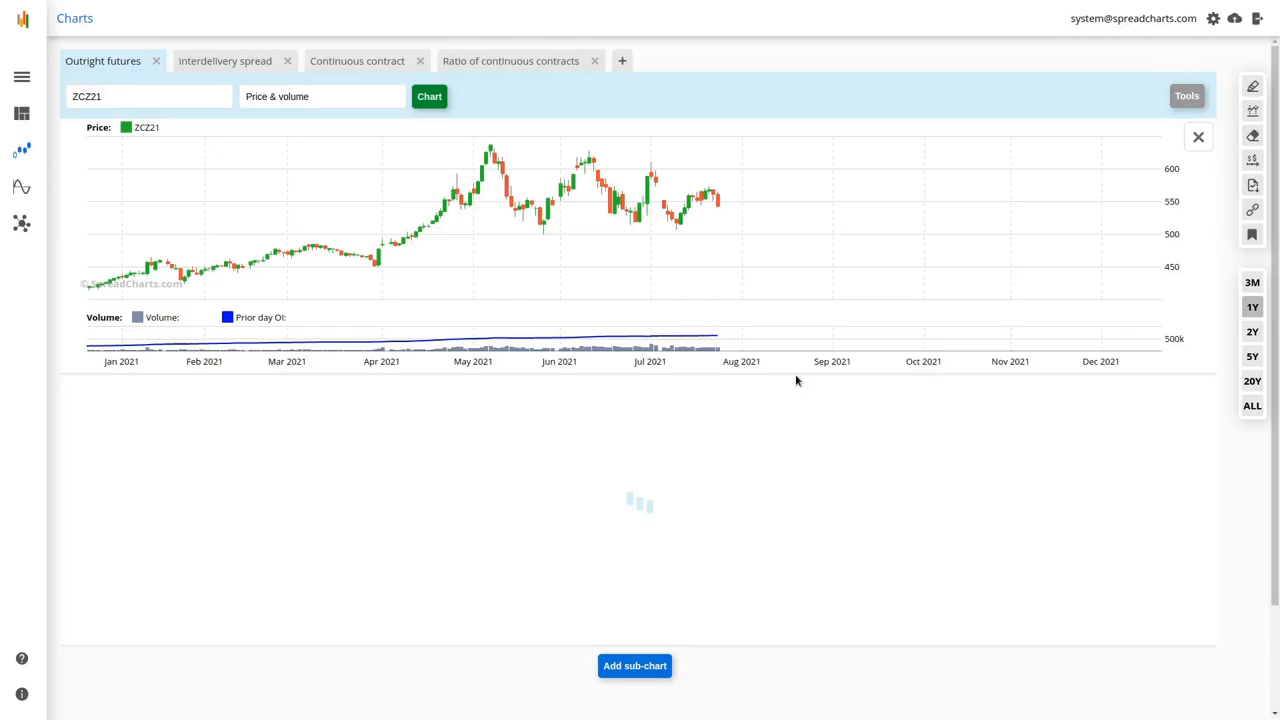 Charts
system@spreadcharts.com
Outright futures
Interdelivery spread
Continuous contract
Ratio of continuous contracts
+
ZCZ21
Price & volume
Chart
Tools
Price: ZCZ21
600
550
500
450
© SpreadCharts.com
Volume: Volume: Prior day OI:
500k
Jan 2021 Feb 2021 Mar 2021 Apr 2021 May 2021 Jun 2021 Jul 2021 Aug 2021 Sep 2021 Oct 2021 Nov 2021 Dec 2021
3M
1Y
2Y
5Y
20Y
ALL
Add sub-chart